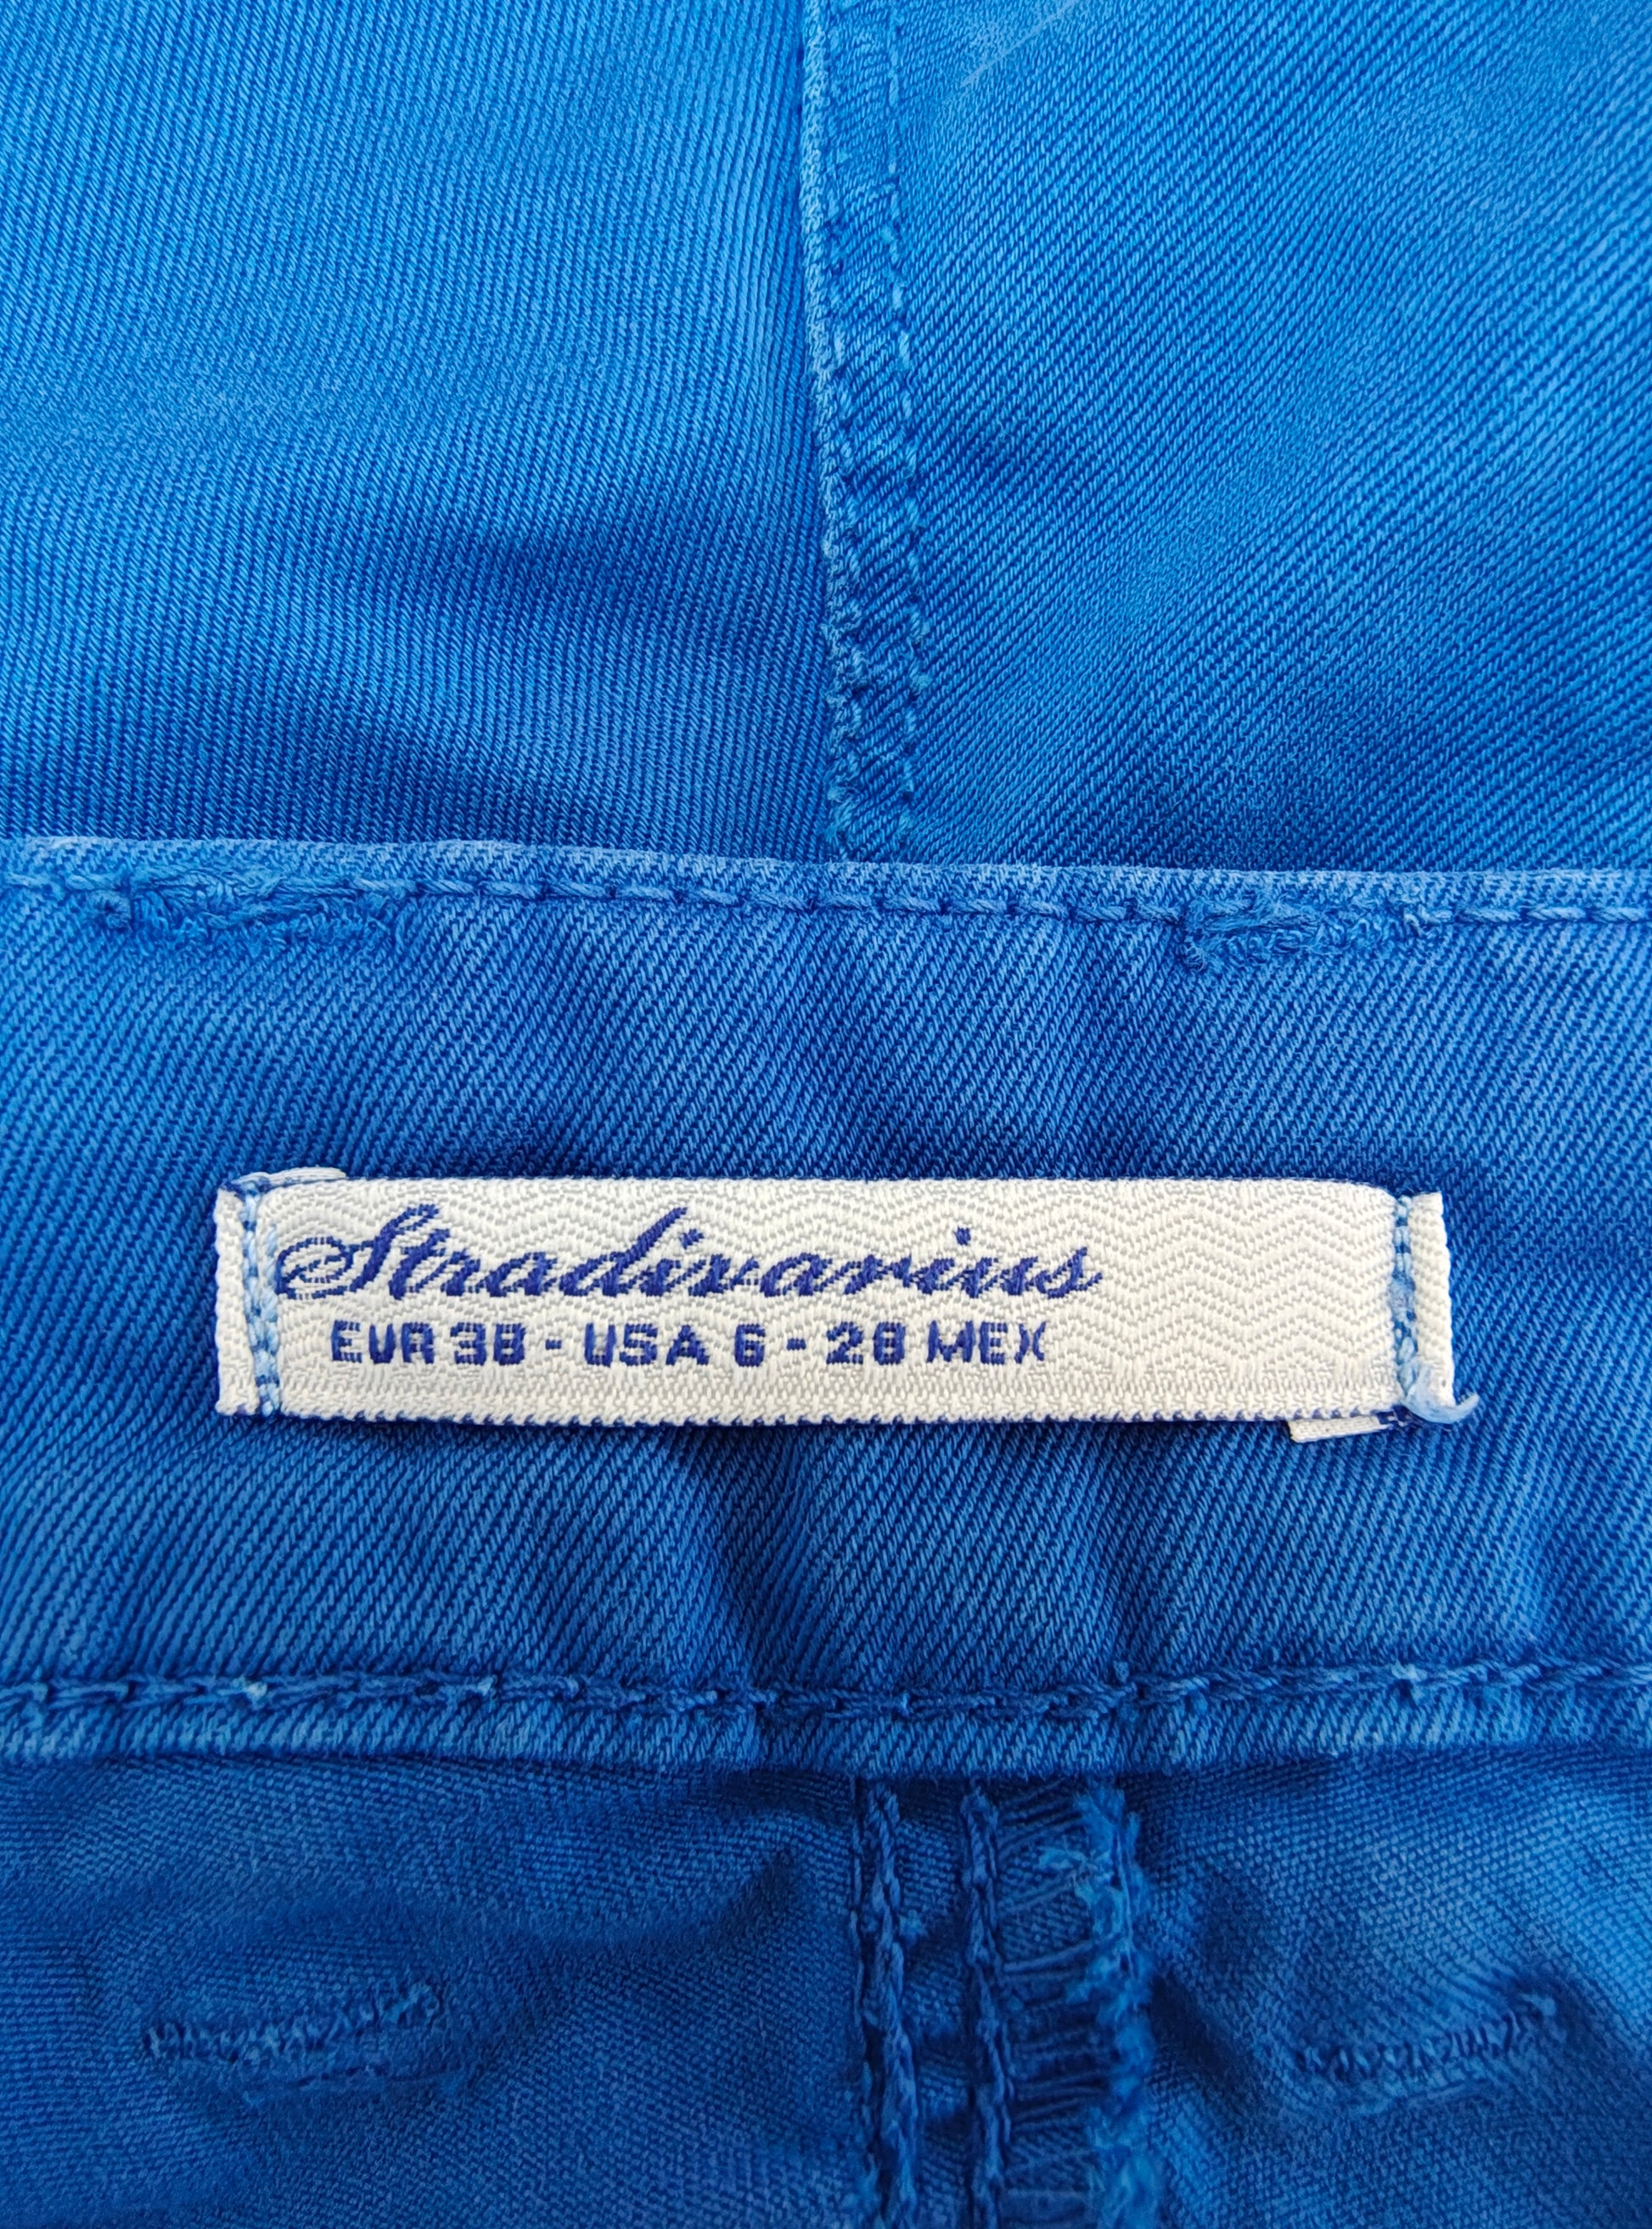 Stradivarius
EUR 38 - USA 6 - 28 MEX